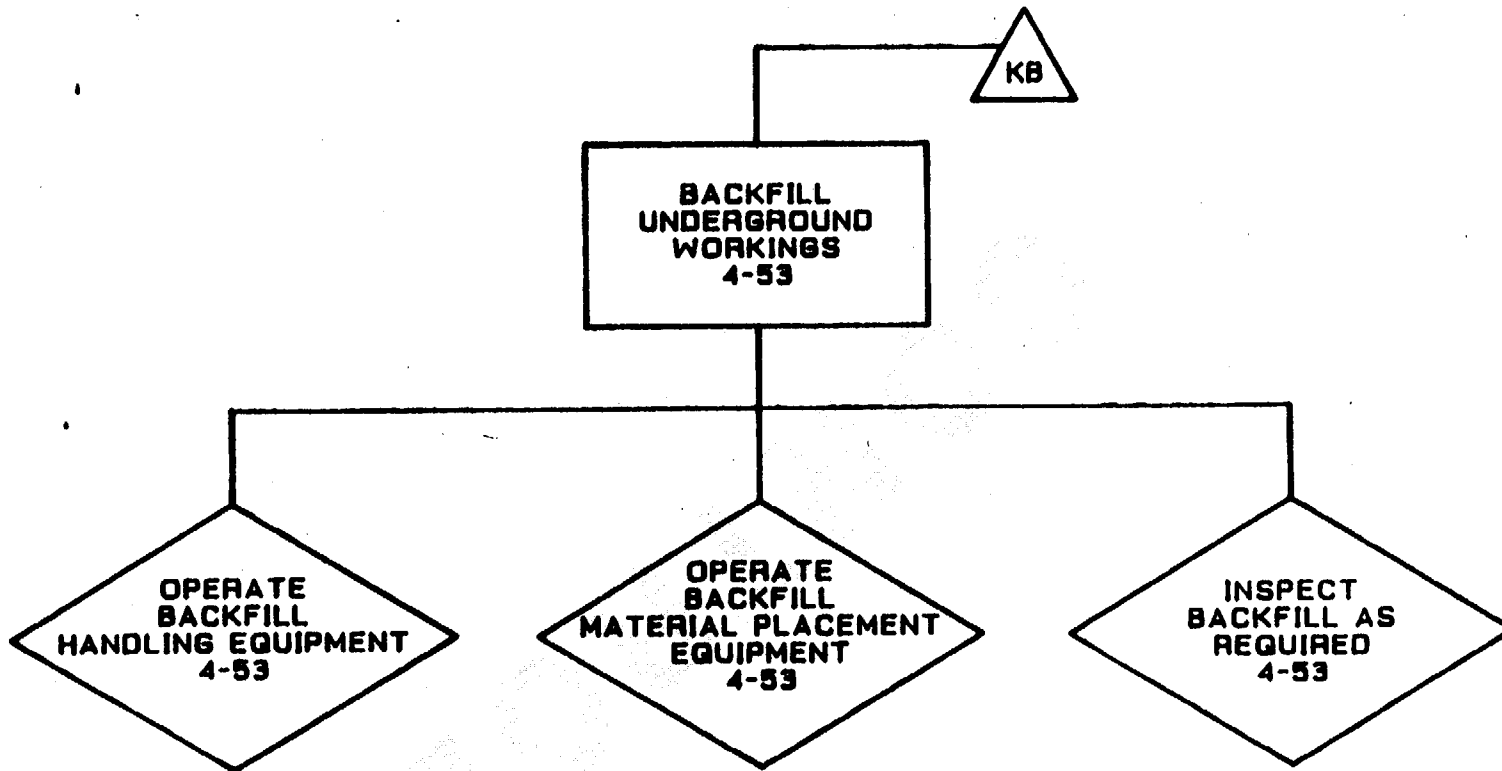 KB
BACKFILL
UNDERGROUND
WORKINGS
4-53
OPERATE
BACKFILL
HANDLING EQUIPMENT
4-53
OPERATE
BACKFILL
MATERIAL PLACEMENT
EQUIPMENT
4-53
INSPECT
BACKFILL AS
REQUIRED
4-53